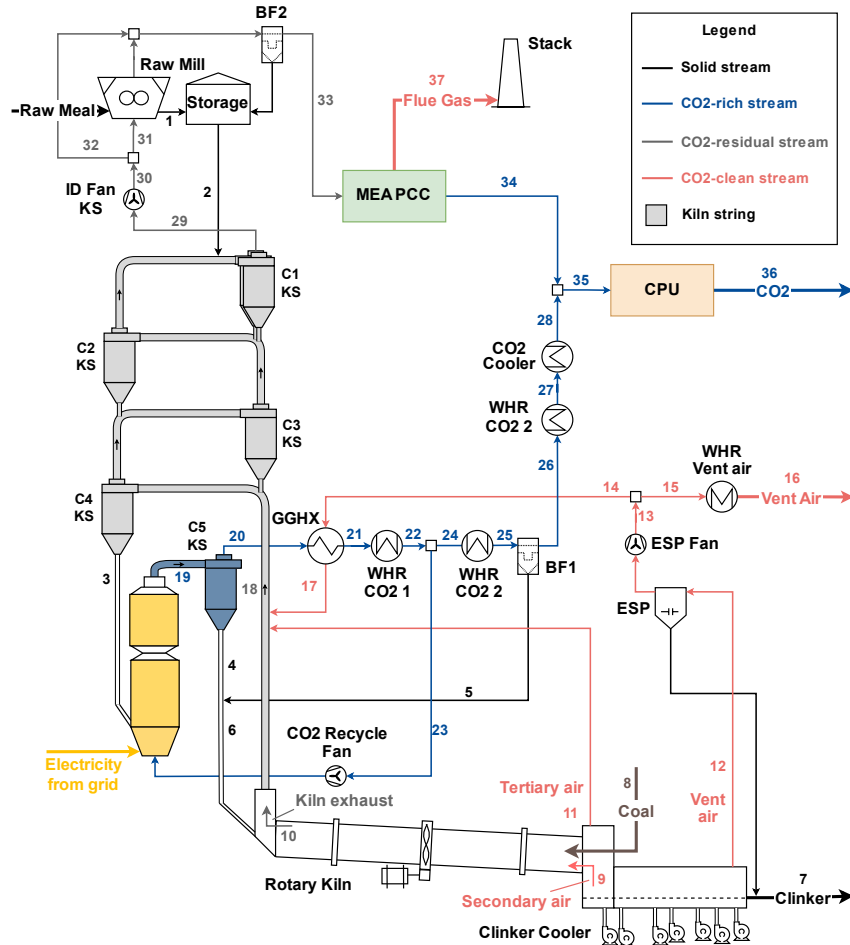 BF2
Stack
Legend
Solid stream
CO2-rich stream
CO2-residual stream
CO2-clean stream
Kiln string
Raw Mill
Raw Meal
Storage
1
31
32
33
37
Flue Gas
30
ID Fan
KS
29
2
MEA PCC
34
C1
KS
35
CPU
36
CO2
28
C2
KS
CO2
Cooler
27
C3
KS
WHR
CO2 2
26
WHR
Vent air
C4
KS
14
15
16
Vent Air
13
ESP Fan
GGHX
C5
KS
20
21
22
24
25
19
3
18
17
WHR
CO2 1
WHR
CO2 2
BF1
ESP
4
5
6
23
12
CO2 Recycle
Fan
Electricity
from grid
Kiln exhaust
10
Tertiary air
11
8
Coal
Vent
air
Rotary Kiln
9
Secondary air
7
Clinker
Clinker Cooler